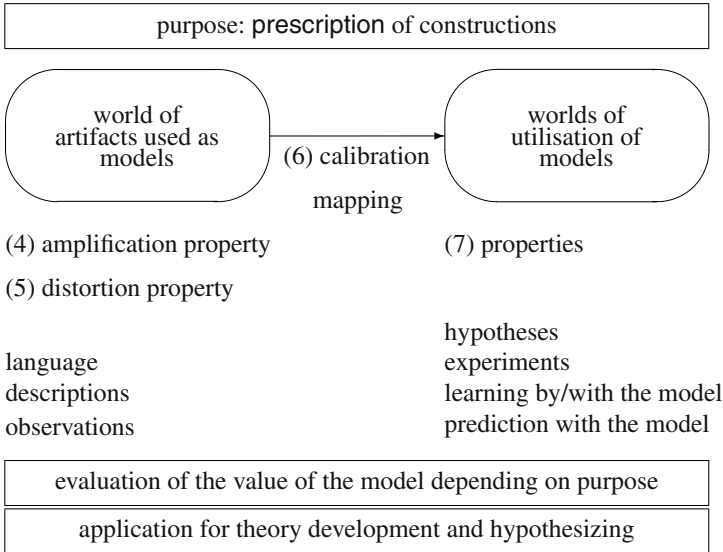 purpose: prescription of constructions
world of
artifacts used as
models
(6) calibration
mapping
worlds of
utilisation of
models
(4) amplification property
(5) distortion property
(7) properties
language
descriptions
observations
hypotheses
experiments
learning by/with the model
prediction with the model
evaluation of the value of the model depending on purpose
application for theory development and hypothesizing